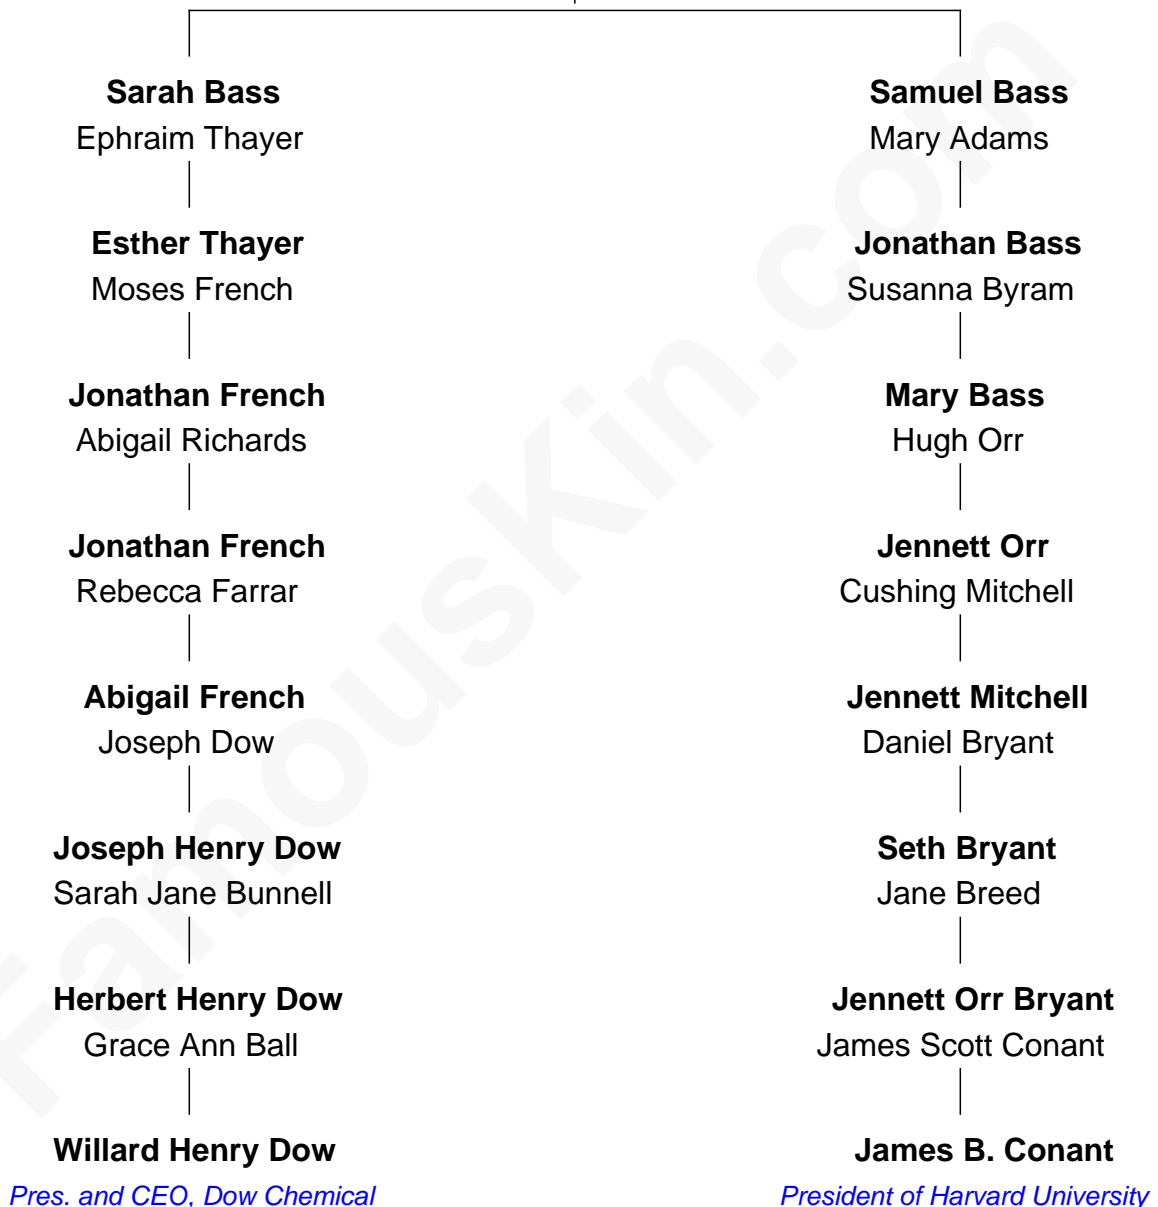 Sarah Bass
Ephraim Thayer
Samuel Bass
Mary Adams
Esther Thayer
Moses French
Jonathan Bass
Susanna Byram
Jonathan French
Abigail Richards
Mary Bass
Hugh Orr
Jonathan French
Rebecca Farrar
Jennett Orr
Cushing Mitchell
Abigail French
Joseph Dow
Jennett Mitchell
Daniel Bryant
Joseph Henry Dow
Sarah Jane Bunnell
Seth Bryant
Jane Breed
Herbert Henry Dow
Grace Ann Ball
Jennett Orr Bryant
James Scott Conant
Willard Henry Dow
Pres. and CEO, Dow Chemical
James B. Conant
President of Harvard University
FamousKin.com